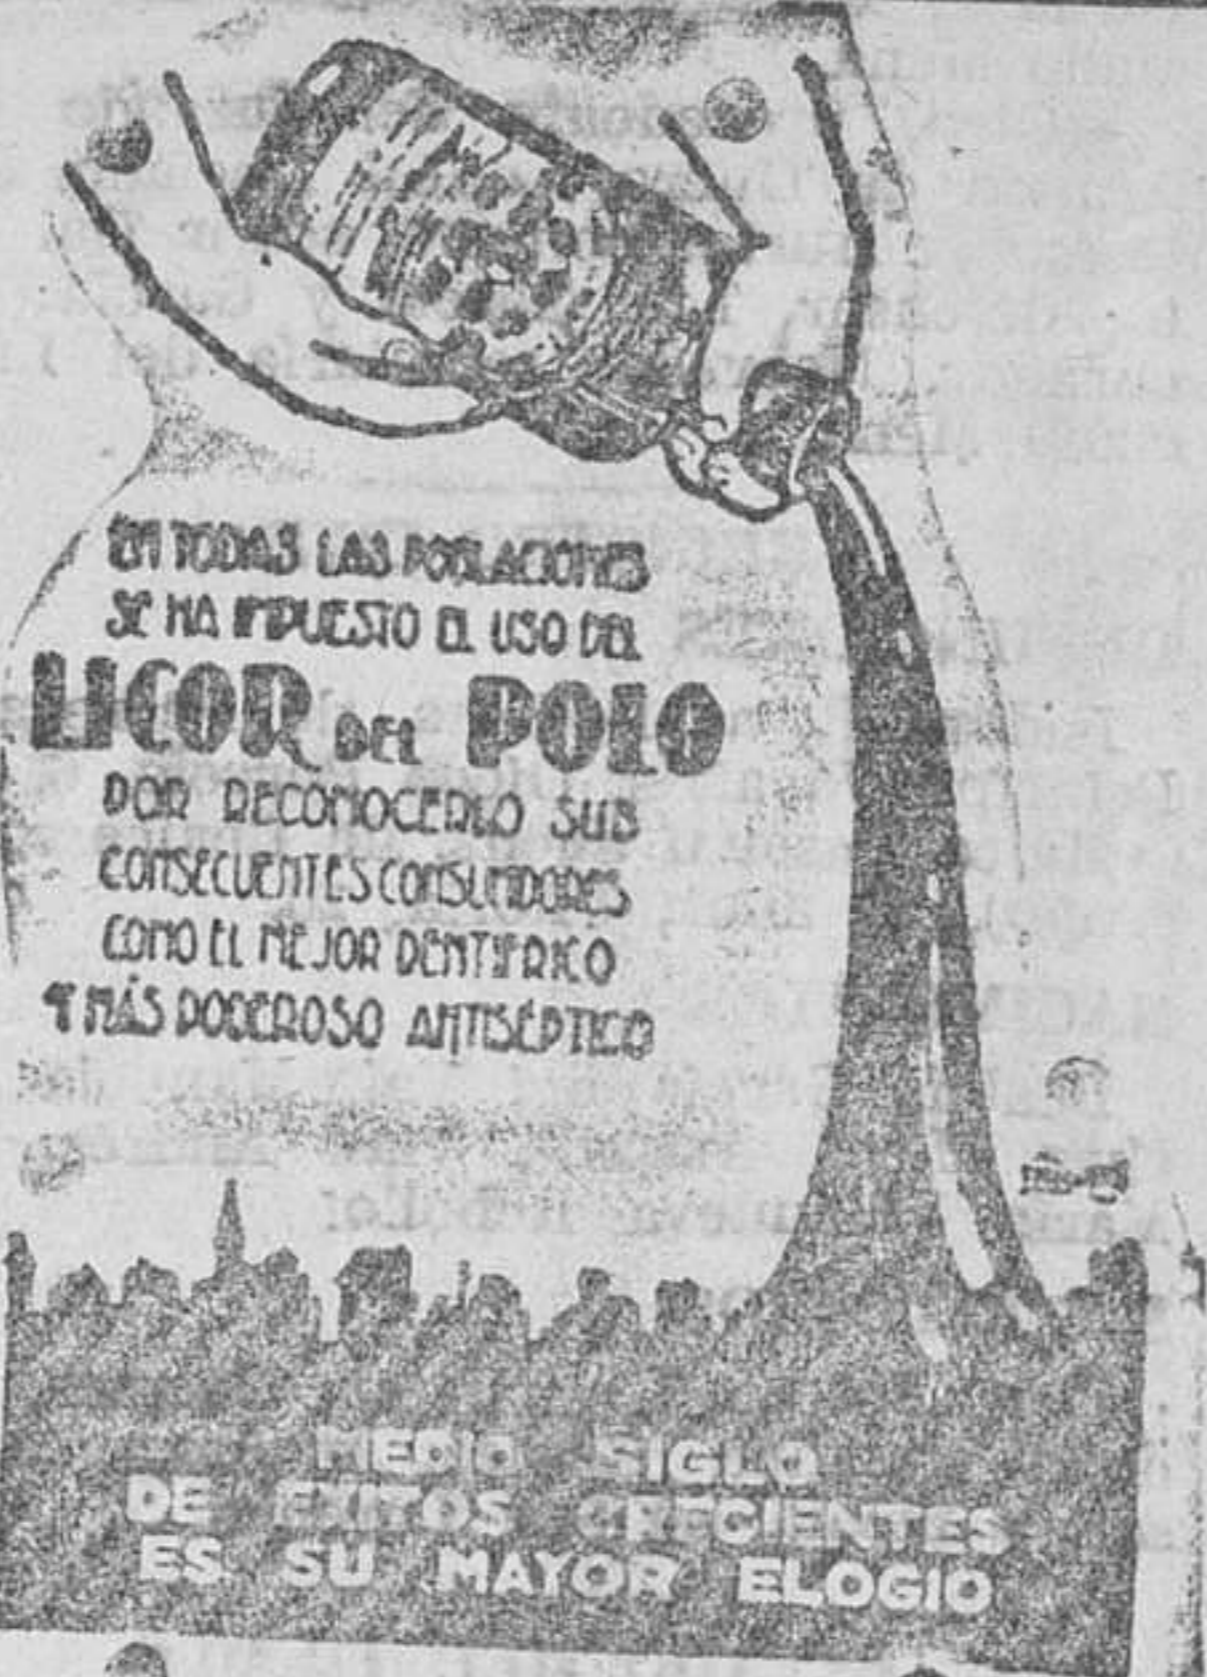 EN TODAS LAS POBLACIONES
SE HA IMPUESTO EL USO DEL
LICOR DEL POLO
POR RECONOCERLO SUS
CONSECUENTES CONSUMIDORES
COMO EL MEJOR DENTIFRICO
Y MÁS PODEROSO ANTISÉPTICO
MEDIO SIGLO
DE EXITOS CRECIENTES
ES SU MAYOR ELOGIO